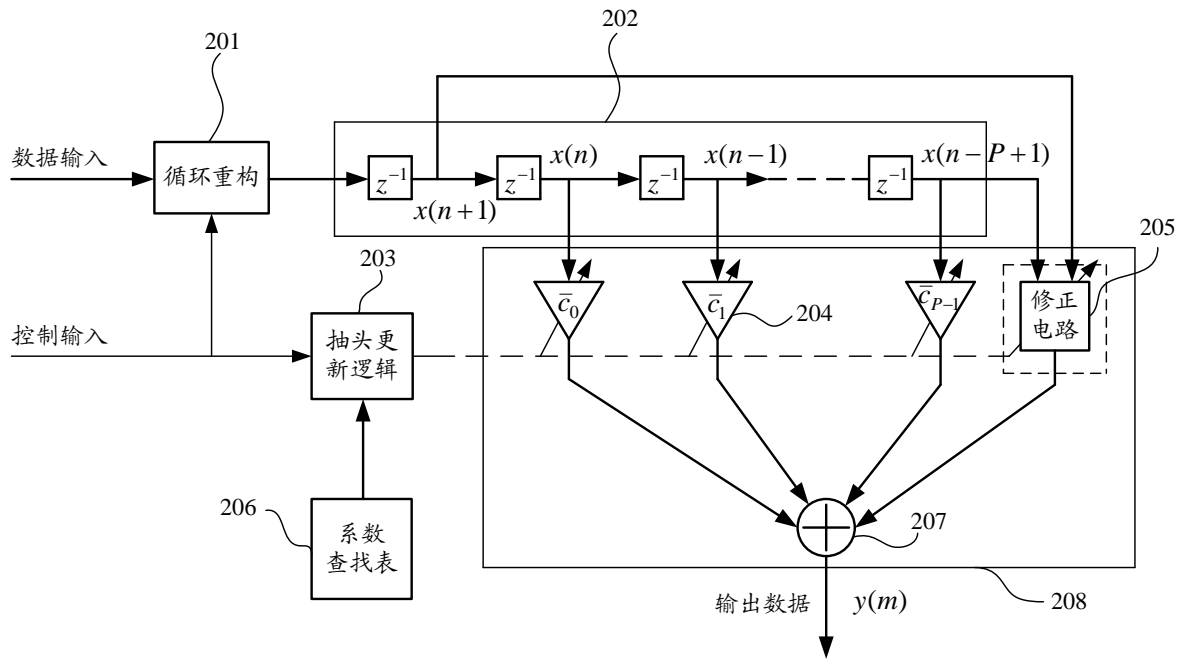 202
201
数据输入
循环重构
z⁻¹
z⁻¹
x(n)
z⁻¹
x(n−1)
z⁻¹
x(n−P+1)
x(n+1)
205
203
c̅₀
c̅₁
204
c̅P−1
修正
电路
控制输入
抽头更
新逻辑
206
系数
查找表
207
输出数据
y(m)
208